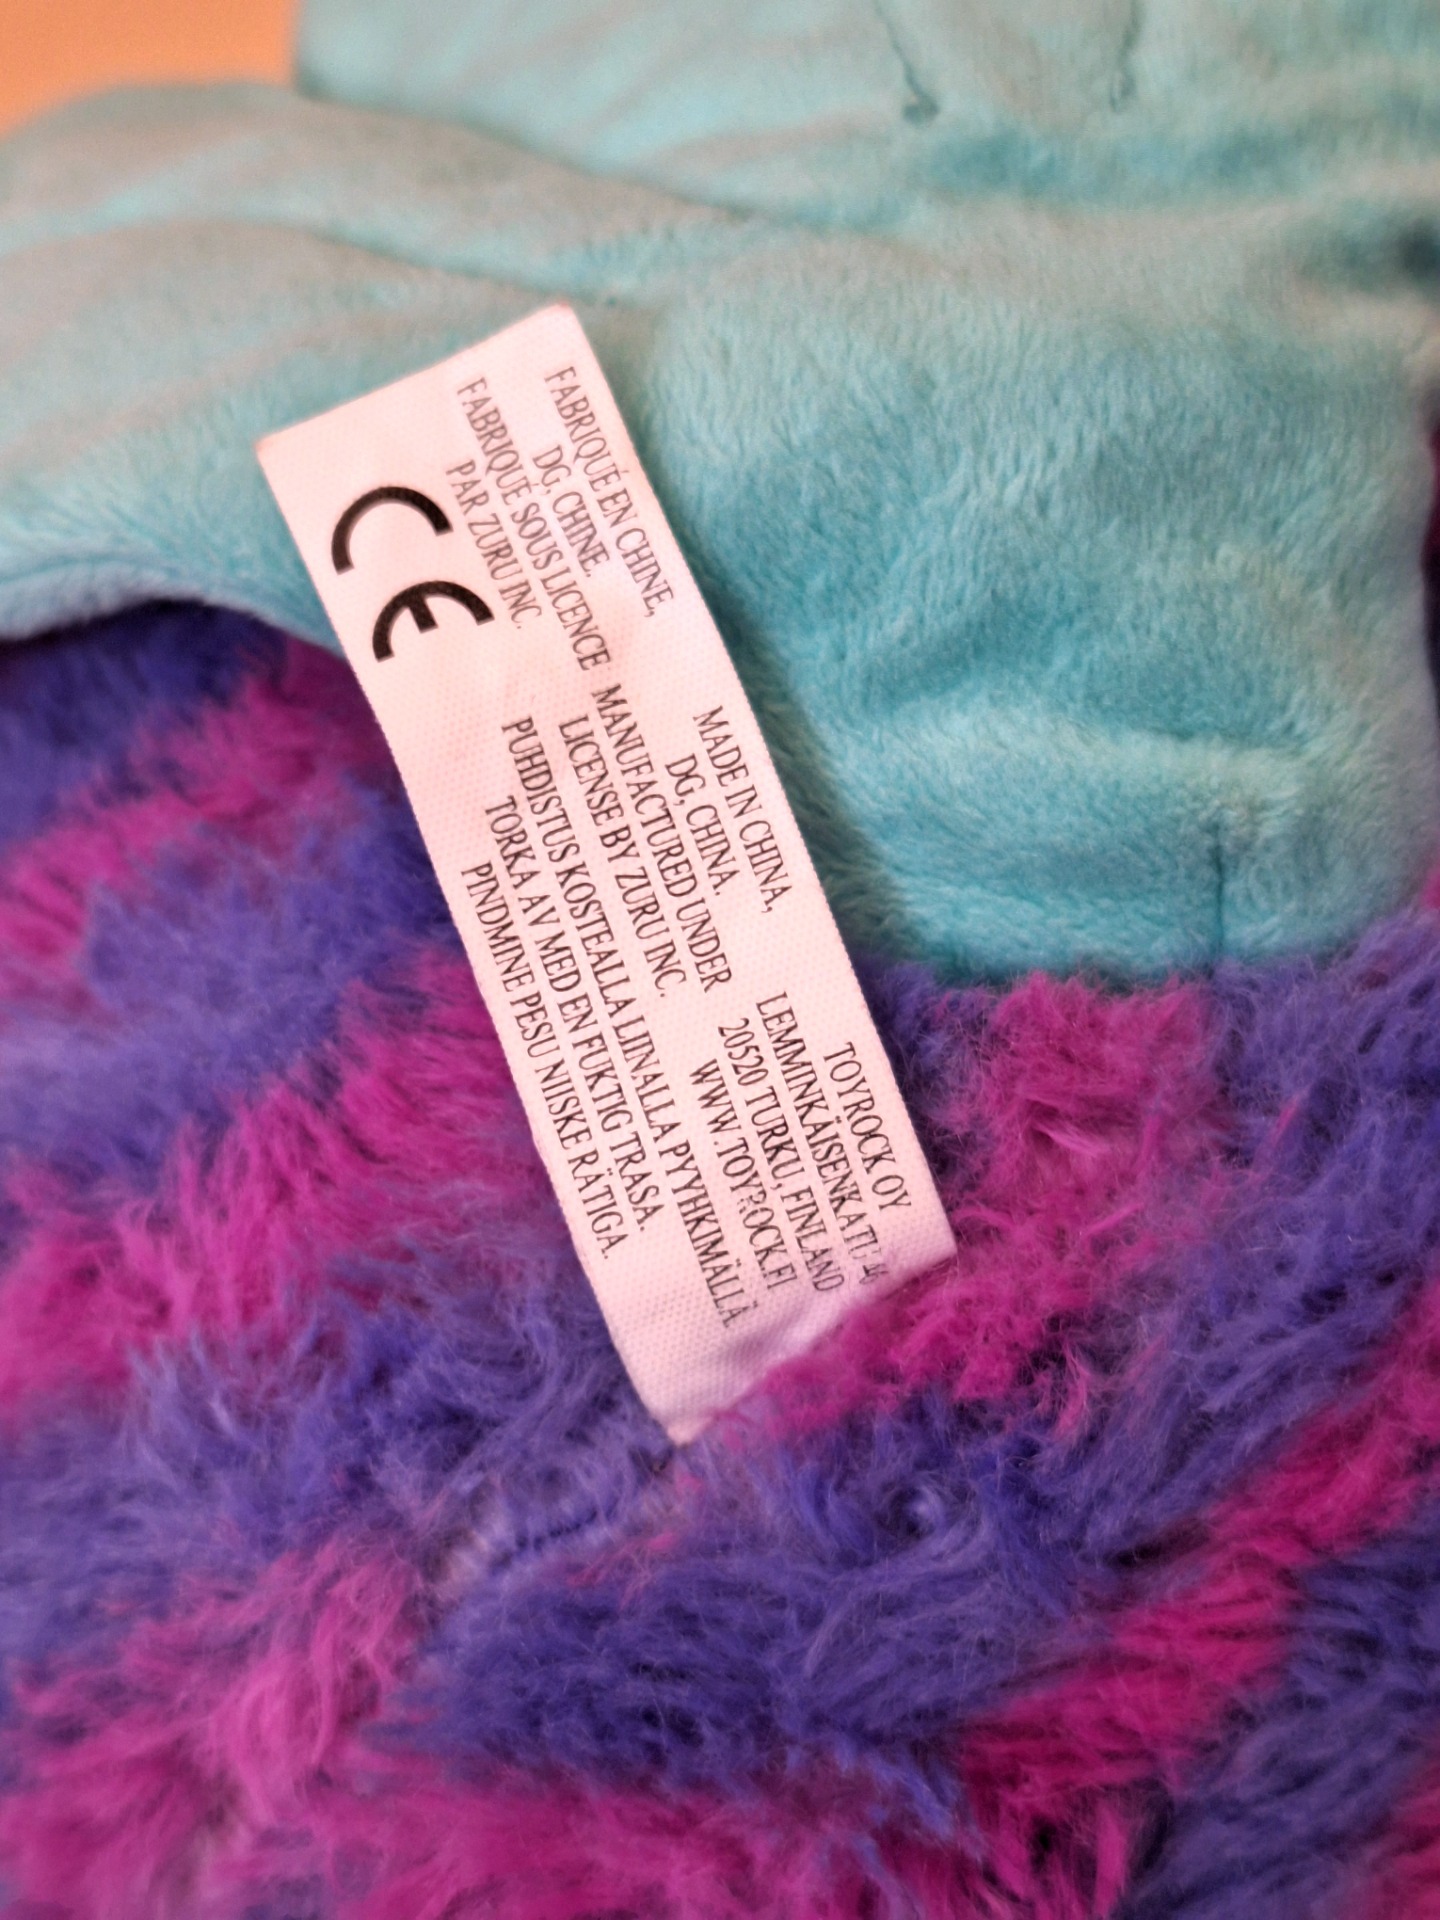 TOYROCK OY
LEMMINKÄISENKATU 46
20520 TURKU, FINLAND
WWW.TOYROCK.FI
MADE IN CHINA,
DG, CHINA.
MANUFACTURED UNDER
LICENSE BY ZURU INC.
FABRIQUÉ EN CHINE,
DG, CHINE.
FABRIQUÉ SOUS LICENCE
PAR ZURU INC.
PUHDISTUS KOSTEALLA LIINALLA PYYHKIMÄLLÄ
TORKA AV MED EN FUKTIG TRASA.
PINDMINE PESU NIISKE RÄTIGA.
CE